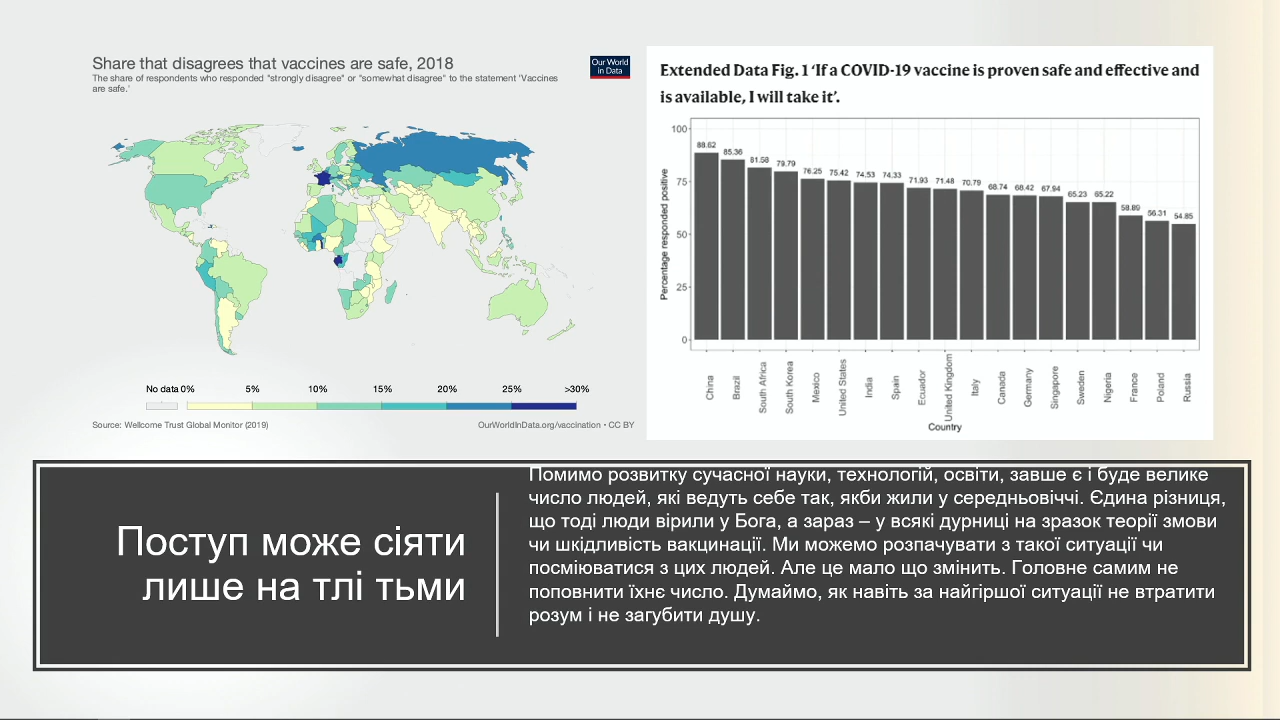 Share that disagrees that vaccines are safe, 2018
The share of respondents who responded "strongly disagree" or "somewhat disagree" to the statement 'Vaccines
are safe.'
Our World
in Data
No data 0% 5% 10% 15% 20% 25% >30%
Source: Wellcome Trust Global Monitor (2019)
OurWorldInData.org/vaccination • CC BY
Extended Data Fig. 1 'If a COVID-19 vaccine is proven safe and effective and
is available, I will take it'.
Percentage responded positive
100
75
50
25
0
88.62 85.36 81.58 79.79 76.25 75.42 74.53 74.33 71.93 71.48 70.79 68.74 68.42 67.94 65.23 65.22 58.89 56.31 54.85
China Brazil South Africa South Korea Mexico United States India Spain Ecuador United Kingdom Italy Canada Germany Singapore Sweden Nigeria France Poland Russia
Country
Поступ може сіяти
лише на тлі тьми
Помимо розвитку сучасної науки, технологій, освіти, завше є і буде велике
число людей, які ведуть себе так, якби жили у середньовіччі. Єдина різниця,
що тоді люди вірили у Бога, а зараз – у всякі дурниці на зразок теорії змови
чи шкідливість вакцинації. Ми можемо розпачувати з такої ситуації чи
посміюватися з цих людей. Але це мало що змінить. Головне самим не
поповнити їхнє число. Думаймо, як навіть за найгіршої ситуації не втратити
розум і не загубити душу.